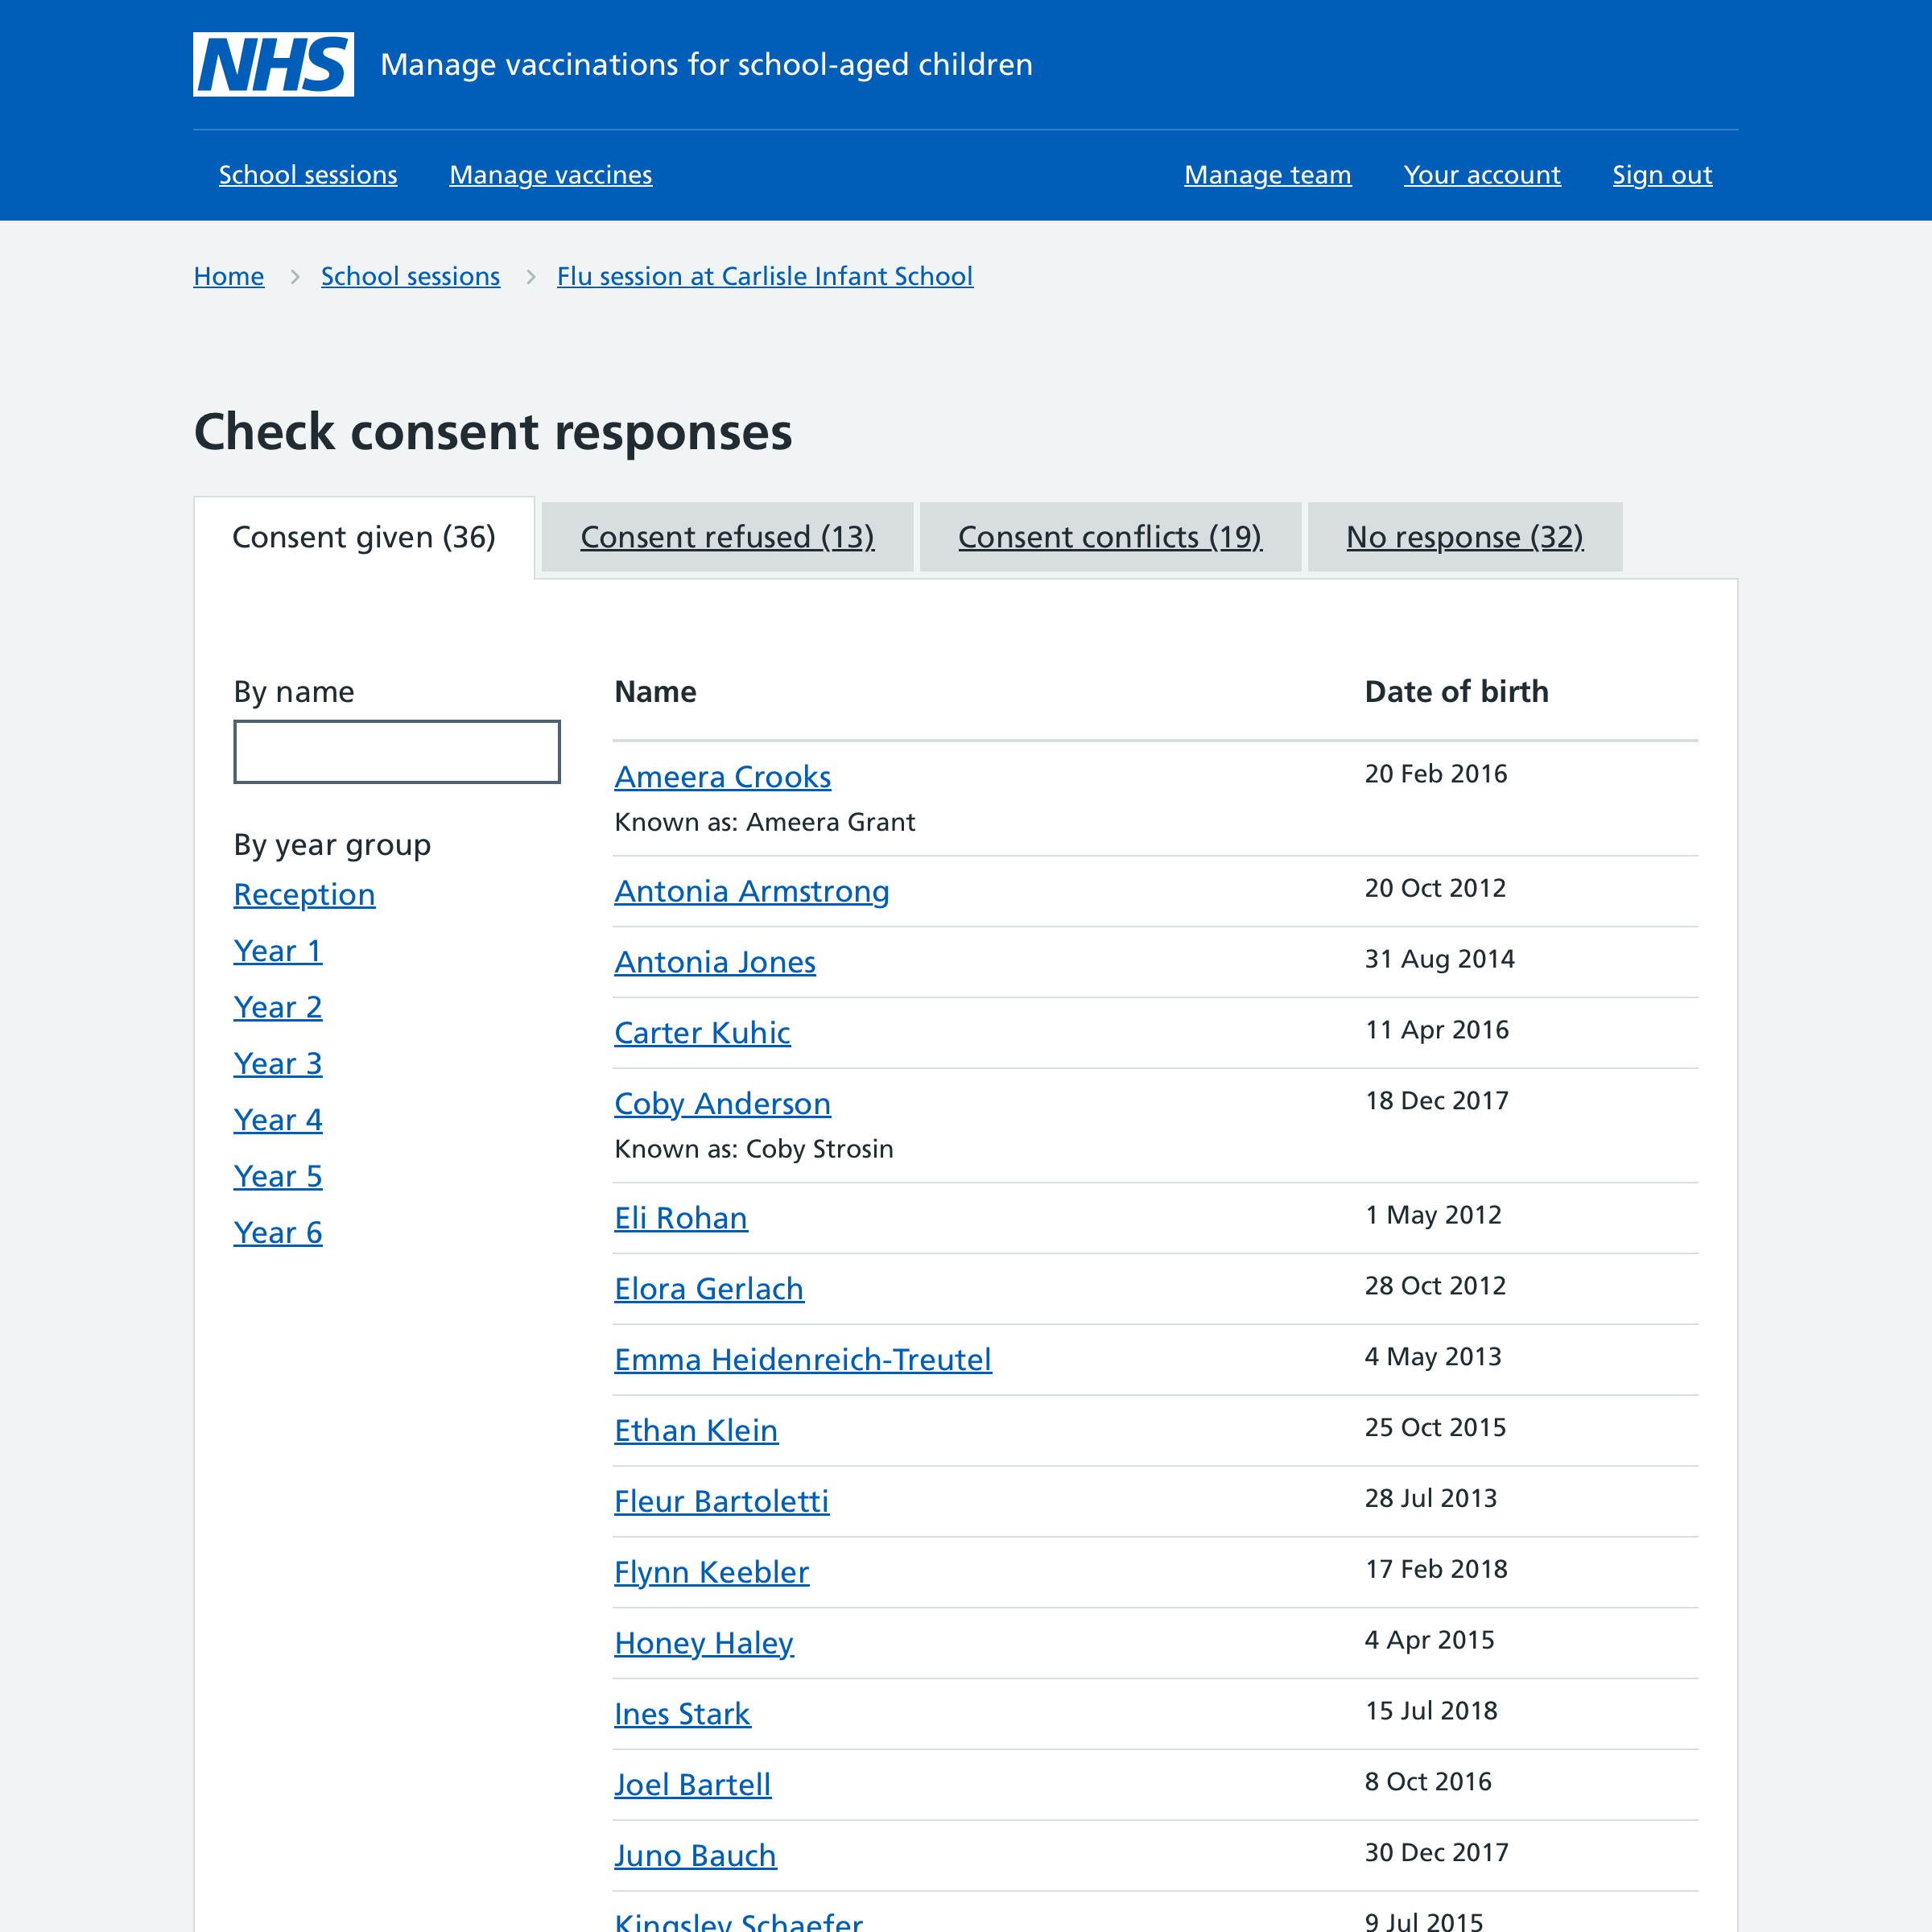 NHS Manage vaccinations for school-aged children
School sessions Manage vaccines Manage team Your account Sign out
Home School sessions Flu session at Carlisle Infant School
Check consent responses
Consent given (36) Consent refused (13) Consent conflicts (19) No response (32)
By name
By year group
Reception
Year 1
Year 2
Year 3
Year 4
Year 5
Year 6
Name Date of birth
Ameera Crooks 20 Feb 2016
Known as: Ameera Grant
Antonia Armstrong 20 Oct 2012
Antonia Jones 31 Aug 2014
Carter Kuhic 11 Apr 2016
Coby Anderson 18 Dec 2017
Known as: Coby Strosin
Eli Rohan 1 May 2012
Elora Gerlach 28 Oct 2012
Emma Heidenreich-Treutel 4 May 2013
Ethan Klein 25 Oct 2015
Fleur Bartoletti 28 Jul 2013
Flynn Keebler 17 Feb 2018
Honey Haley 4 Apr 2015
Ines Stark 15 Jul 2018
Joel Bartell 8 Oct 2016
Juno Bauch 30 Dec 2017
Kingsley Schaefer 9 Jul 2015